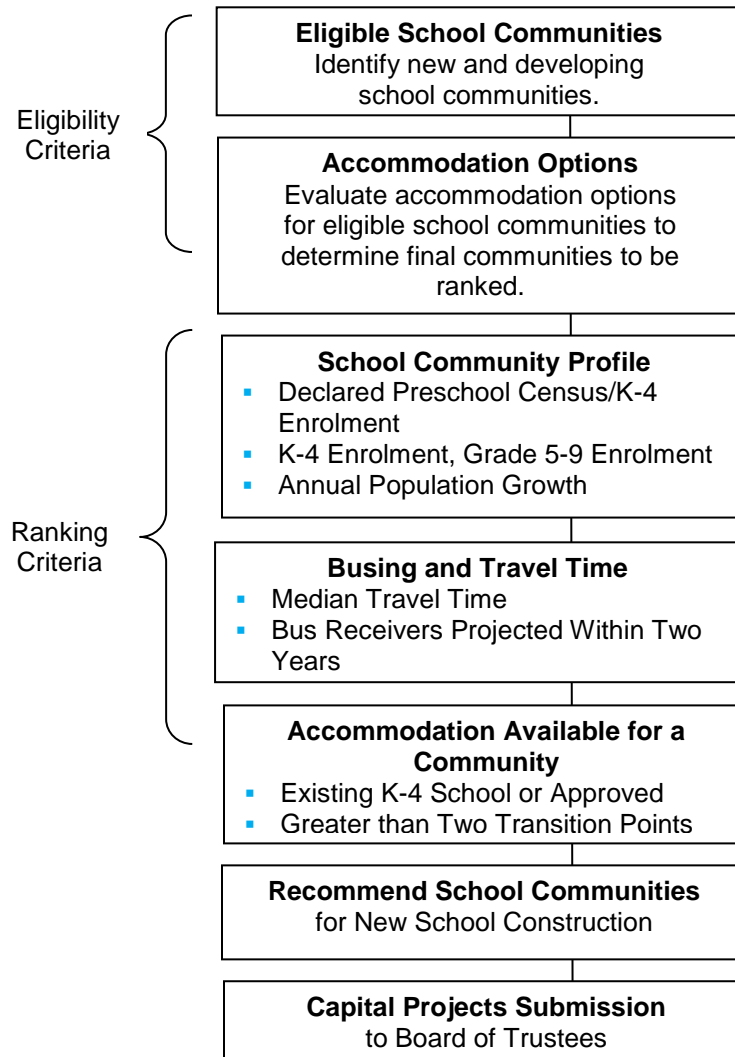 Eligible School Communities
Identify new and developing
school communities.
Eligibility
Criteria
Accommodation Options
Evaluate accommodation options
for eligible school communities to
determine final communities to be
ranked.
School Community Profile
▪ Declared Preschool Census/K-4
Enrolment
▪ K-4 Enrolment, Grade 5-9 Enrolment
▪ Annual Population Growth
Ranking
Criteria
Busing and Travel Time
▪ Median Travel Time
▪ Bus Receivers Projected Within Two
Years
Accommodation Available for a
Community
▪ Existing K-4 School or Approved
▪ Greater than Two Transition Points
Recommend School Communities
for New School Construction
Capital Projects Submission
to Board of Trustees